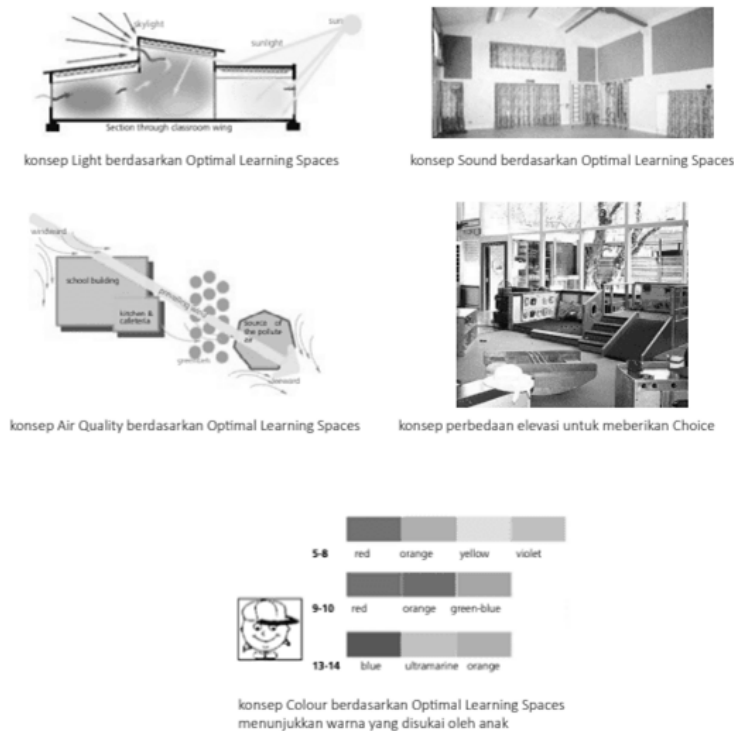 skylight
sun
sunlight
Section through classroom wing
konsep Light berdasarkan Optimal Learning Spaces
konsep Sound berdasarkan Optimal Learning Spaces
windward
school building
prevailing wind
kitchen &
cafeteria
source of
the pollute
air
greenbelt
leeward
konsep Air Quality berdasarkan Optimal Learning Spaces
konsep perbedaan elevasi untuk meberikan Choice
5-8 red orange yellow violet
9-10 red orange green-blue
13-14 blue ultramarine orange
konsep Colour berdasarkan Optimal Learning Spaces
menunjukkan warna yang disukai oleh anak